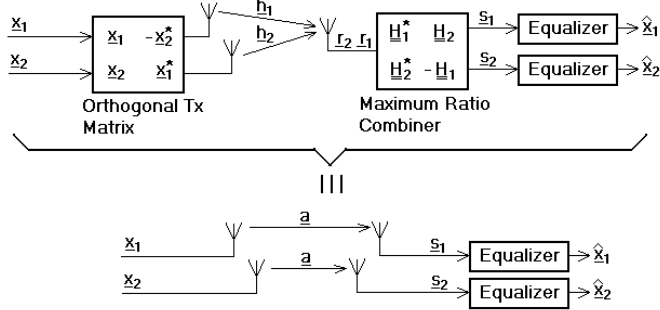 x₁ x₁ -x₂* h₁ r₂ r₁ H₁* H₂ s₁ Equalizer x̂₁
x₂ x₂ x₁* h₂ H₂* -H₁ s₂ Equalizer x̂₂
Orthogonal Tx
Matrix
Maximum Ratio
Combiner
x₁ a s₁ Equalizer x̂₁
x₂ a s₂ Equalizer x̂₂